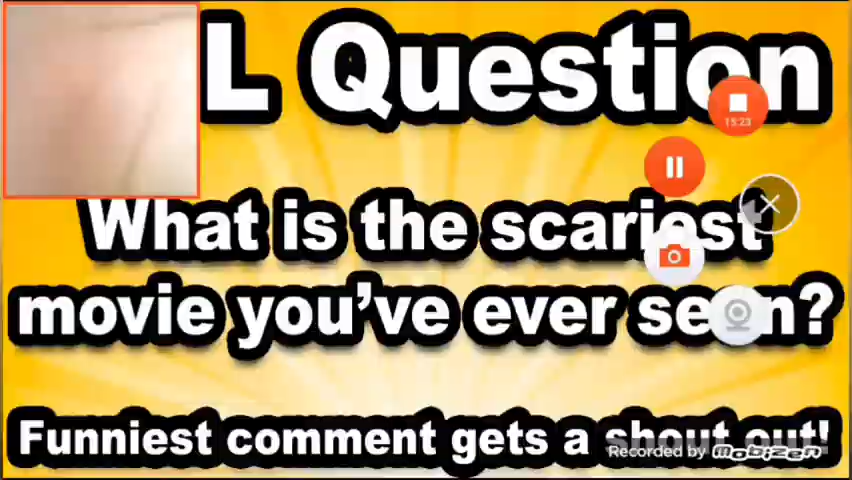 L Question
15:23
What is the scariest
movie you've ever seen?
Funniest comment gets a shout out!
Recorded by mobizen